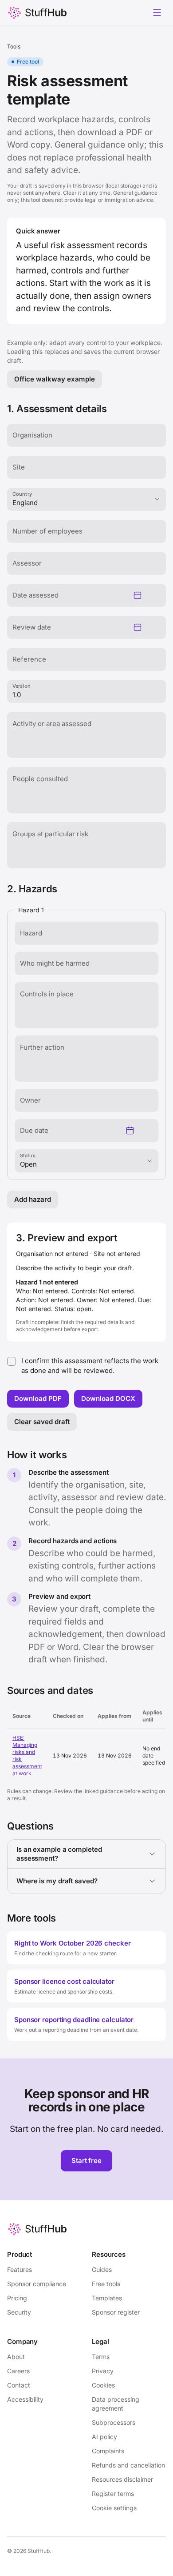 StuffHub
Tools
Free tool
Risk assessment
template
Record workplace hazards, controls
and actions, then download a PDF or
Word copy. General guidance only; this
does not replace professional health
and safety advice.
Your draft is saved only in this browser (local storage) and is
never sent anywhere. Clear it at any time. General guidance
only; this tool does not provide legal or immigration advice.
Quick answer
A useful risk assessment records
workplace hazards, who could be
harmed, controls and further
actions. Start with the work as it is
actually done, then assign owners
and review the controls.
Example only: adapt every control to your workplace.
Loading this replaces and saves the current browser
draft.
Office walkway example
1. Assessment details
Organisation
Site
Country
England
Number of employees
Assessor
Date assessed
Review date
Reference
Version
1.0
Activity or area assessed
People consulted
Groups at particular risk
2. Hazards
Hazard 1
Hazard
Who might be harmed
Controls in place
Further action
Owner
Due date
Status
Open
Add hazard
3. Preview and export
Organisation not entered · Site not entered
Describe the activity to begin your draft.
Hazard 1 not entered
Who: Not entered. Controls: Not entered.
Action: Not entered. Owner: Not entered. Due:
Not entered. Status: open.
Draft incomplete: finish the required details and
acknowledgement before export.
I confirm this assessment reflects the work
as done and will be reviewed.
Download PDF
Download DOCX
Clear saved draft
How it works
1
Describe the assessment
Identify the organisation, site,
activity, assessor and review date.
Consult the people doing the
work.
2
Record hazards and actions
Describe who could be harmed,
existing controls, further actions
and who will complete them.
3
Preview and export
Review your draft, complete the
required fields and
acknowledgement, then download
PDF or Word. Clear the browser
draft when finished.
Sources and dates
Source
Checked on
Applies from
Applies
until
HSE:
Managing
risks and
risk
assessment
at work
13 Nov 2026
13 Nov 2026
No end
date
specified
Rules can change. Review the linked guidance before acting on
a result.
Questions
Is an example a completed
assessment?
Where is my draft saved?
More tools
Right to Work October 2026 checker
Find the checking route for a new starter.
Sponsor licence cost calculator
Estimate licence and sponsorship costs.
Sponsor reporting deadline calculator
Work out a reporting deadline from an event date.
Keep sponsor and HR
records in one place
Start on the free plan. No card needed.
Start free
StuffHub
Product
Features
Sponsor compliance
Pricing
Security
Resources
Guides
Free tools
Templates
Sponsor register
Company
About
Careers
Contact
Accessibility
Legal
Terms
Privacy
Cookies
Data processing
agreement
Subprocessors
AI policy
Complaints
Refunds and cancellation
Resources disclaimer
Register terms
Cookie settings
© 2026 StuffHub.